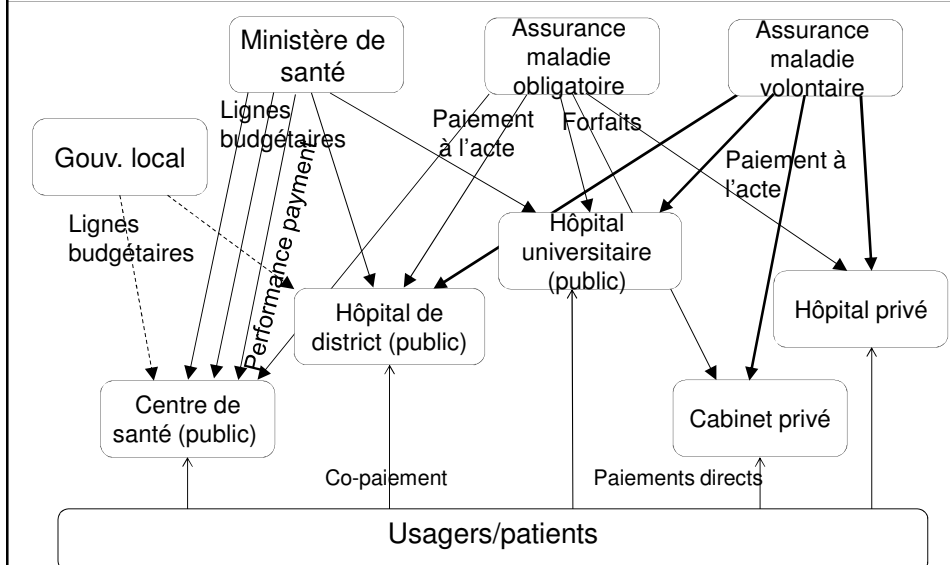 Ministère de
santé
Assurance
maladie
obligatoire
Assurance
maladie
volontaire
Gouv. local
Lignes
budgétaires
Paiement
à l’acte
Forfaits
Paiement à
l’acte
Lignes
budgétaires
Performance payment
Hôpital
universitaire
(public)
Hôpital de
district (public)
Hôpital privé
Centre de
santé (public)
Cabinet privé
Co-paiement
Paiements directs
Usagers/patients